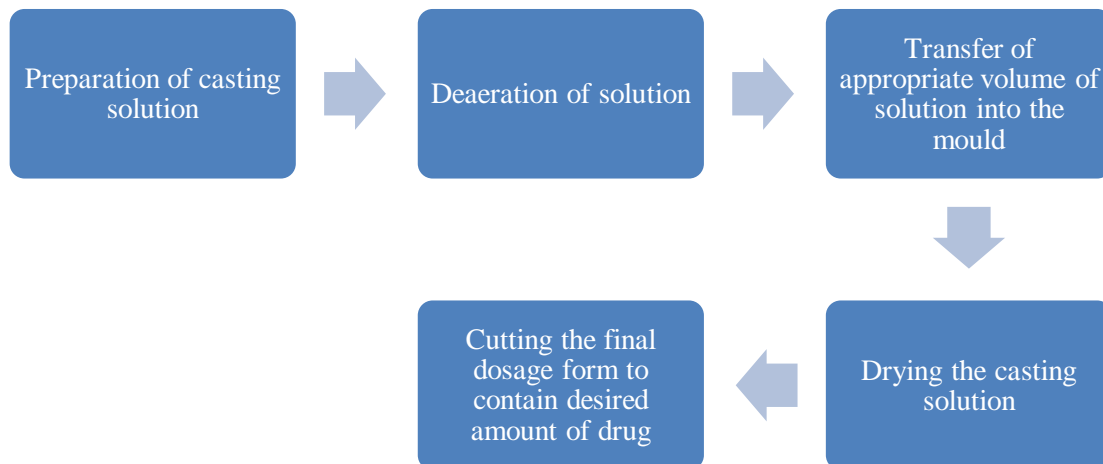 Preparation of casting
solution
Deaeration of solution
Transfer of
appropriate volume of
solution into the
mould
Drying the casting
solution
Cutting the final
dosage form to
contain desired
amount of drug